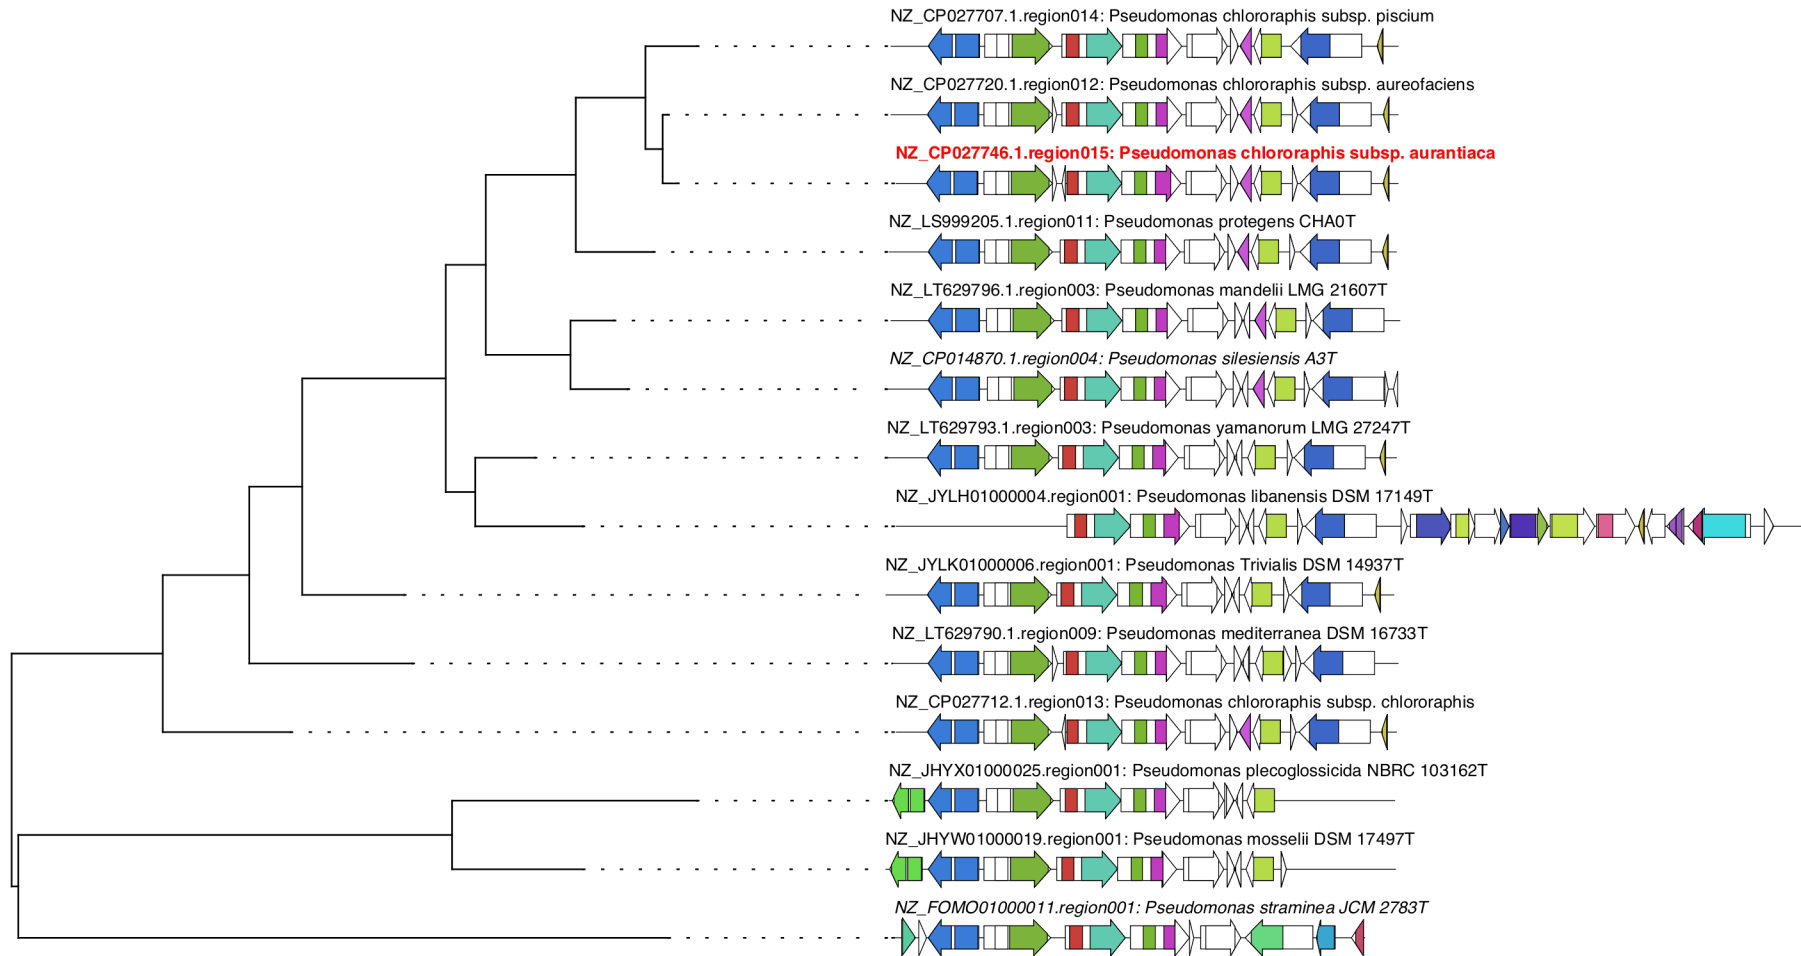 NZ_CP027707.1.region014: Pseudomonas chlororaphis subsp. piscium
NZ_CP027720.1.region012: Pseudomonas chlororaphis subsp. aureofaciens
NZ_CP027746.1.region015: Pseudomonas chlororaphis subsp. aurantiaca
NZ_LS999205.1.region011: Pseudomonas protegens CHA0T
NZ_LT629796.1.region003: Pseudomonas mandelii LMG 21607T
NZ_CP014870.1.region004: Pseudomonas silesiensis A3T
NZ_LT629793.1.region003: Pseudomonas yamanorum LMG 27247T
NZ_JYLH01000004.region001: Pseudomonas libanensis DSM 17149T
NZ_JYLK01000006.region001: Pseudomonas Trivialis DSM 14937T
NZ_LT629790.1.region009: Pseudomonas mediterranea DSM 16733T
NZ_CP027712.1.region013: Pseudomonas chlororaphis subsp. chlororaphis
NZ_JHYX01000025.region001: Pseudomonas plecoglossicida NBRC 103162T
NZ_JHYW01000019.region001: Pseudomonas mosselii DSM 17497T
NZ_FOMO01000011.region001: Pseudomonas straminea JCM 2783T